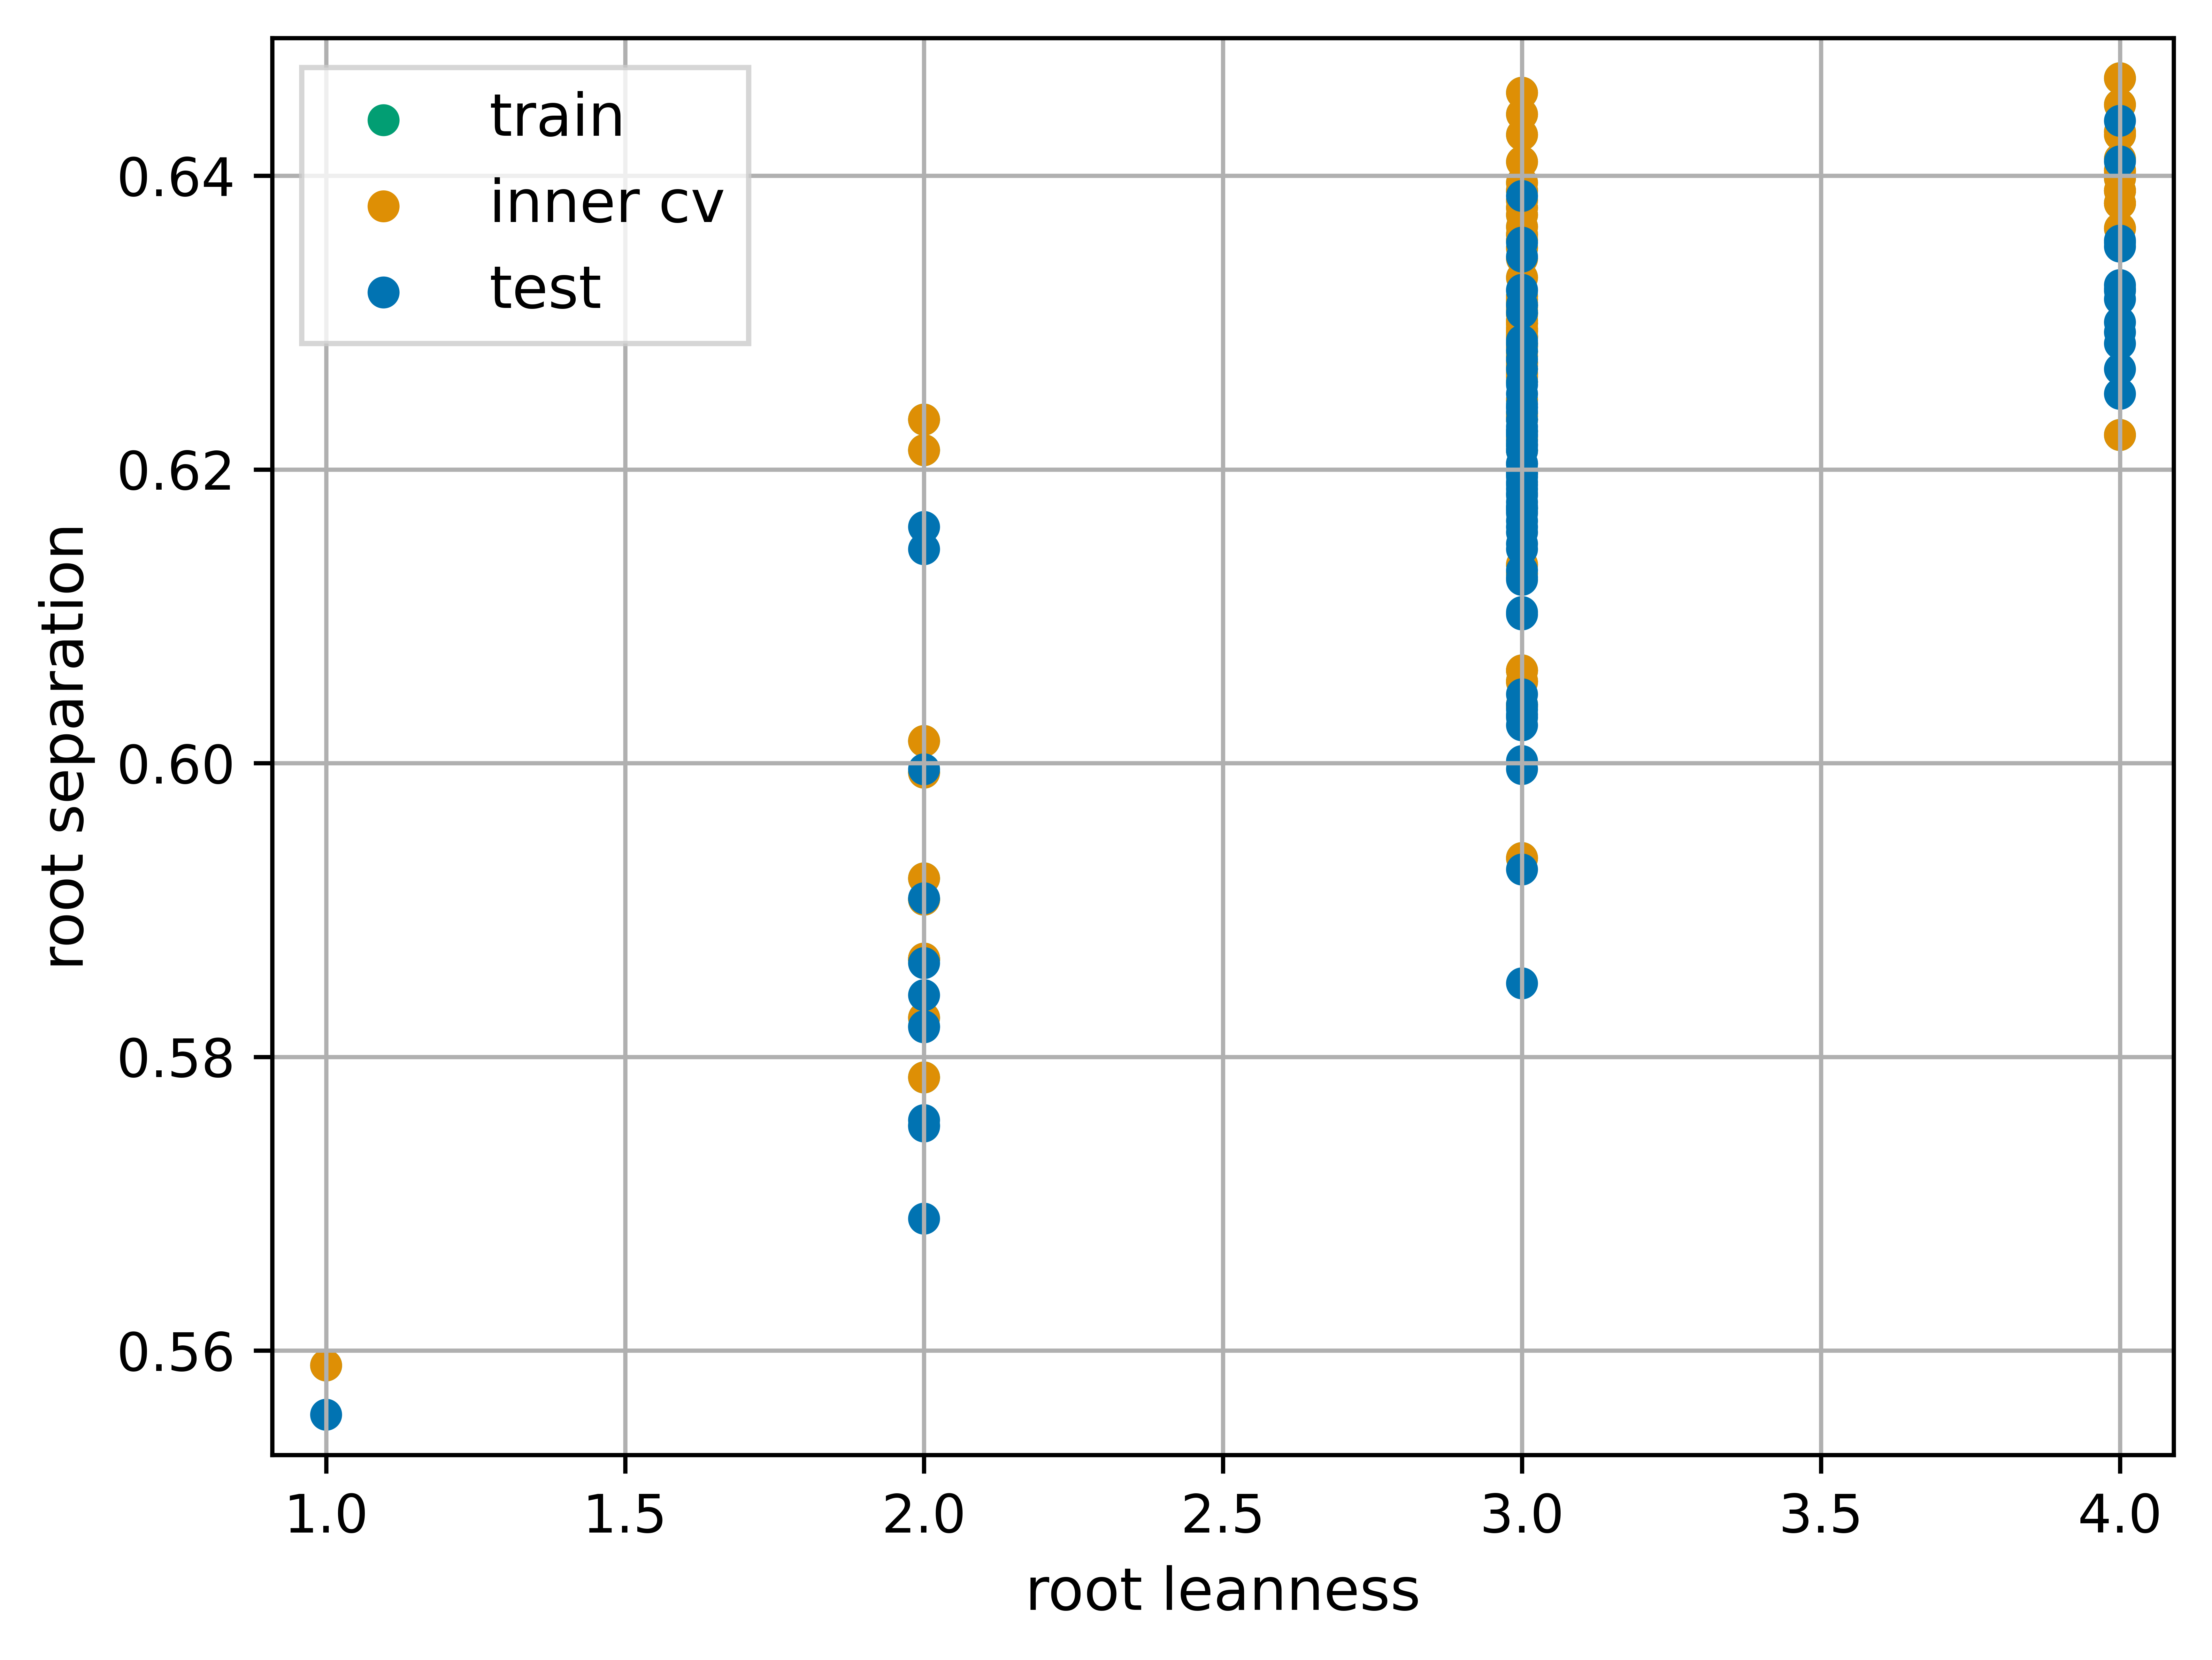 train
inner cv
test
0.64
0.62
0.60
0.58
0.56
root separation
1.0 1.5 2.0 2.5 3.0 3.5 4.0
root leanness